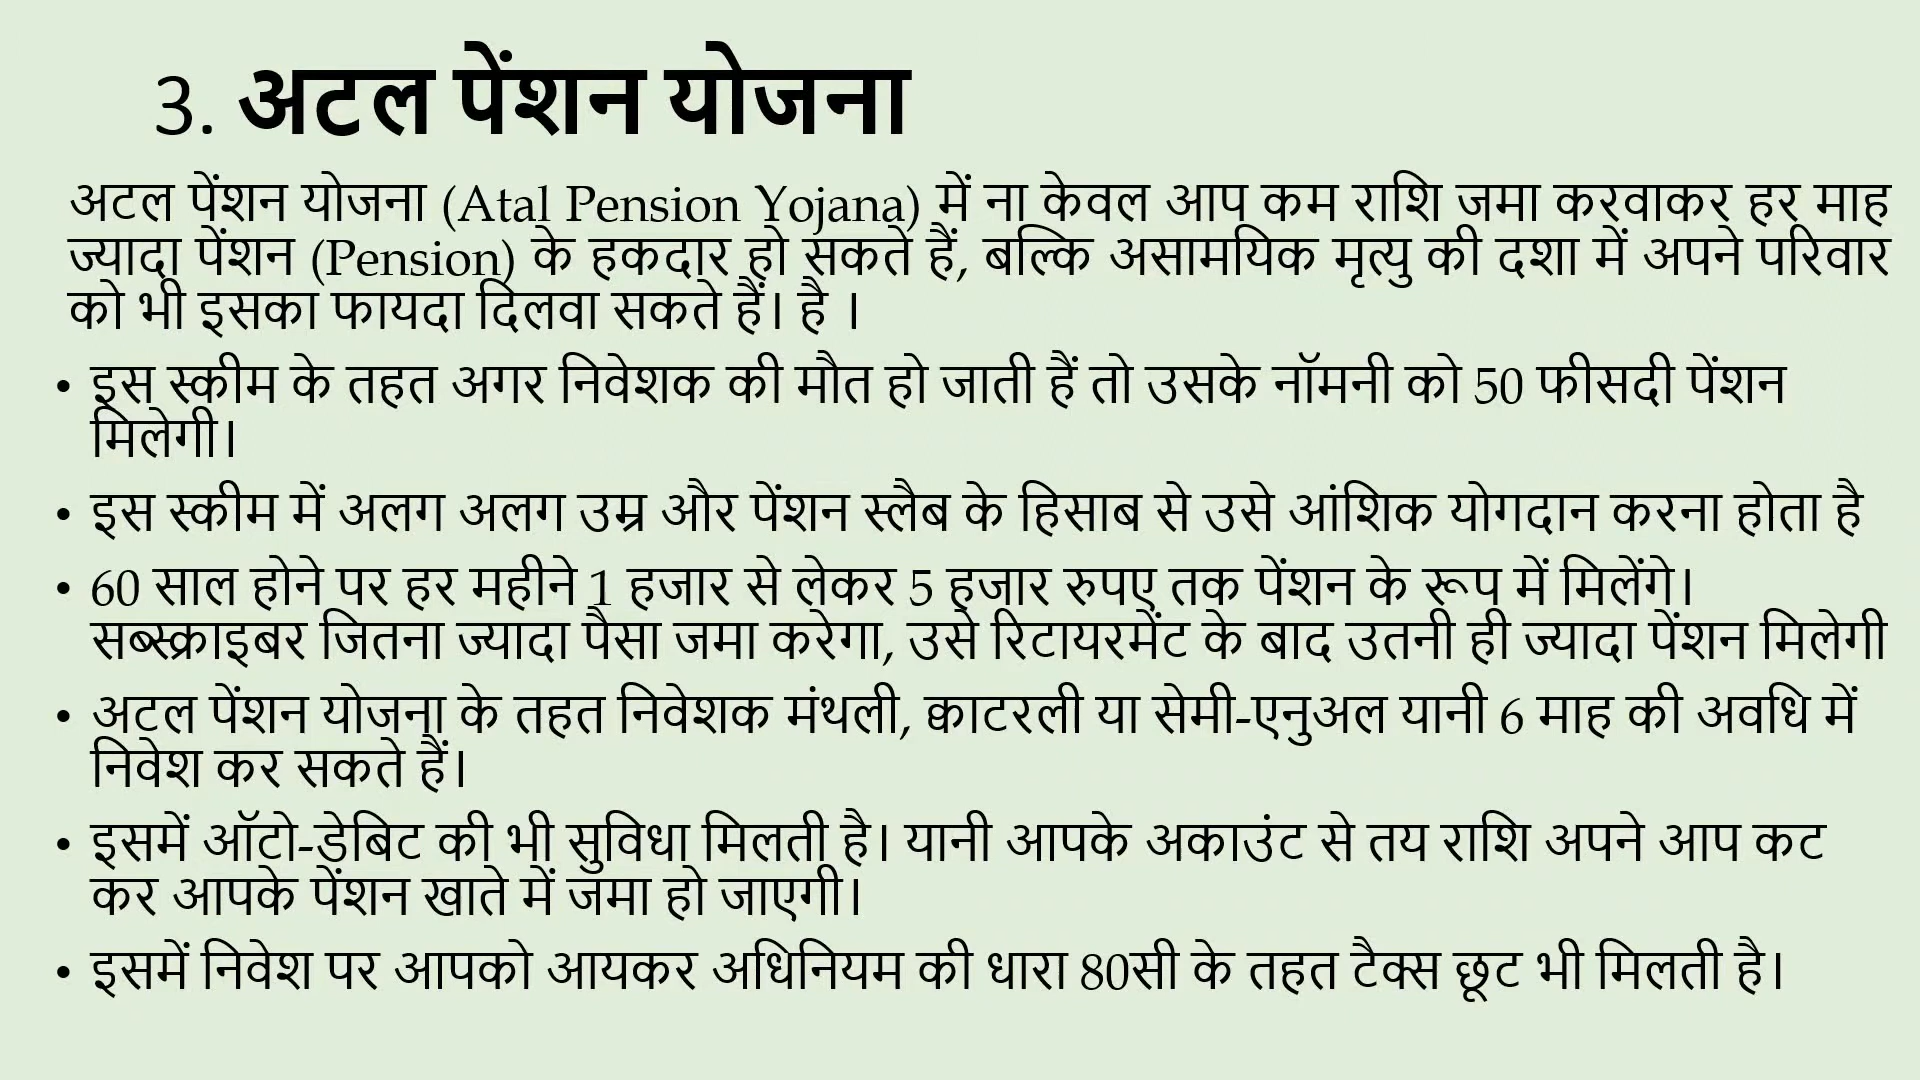 3. अटल पेंशन योजना
अटल पेंशन योजना (Atal Pension Yojana) में ना केवल आप कम राशि जमा करवाकर हर माह
ज्यादा पेंशन (Pension) के हकदार हो सकते हैं, बल्कि असामयिक मृत्यु की दशा में अपने परिवार
को भी इसका फायदा दिलवा सकते हैं। है ।
• इस स्कीम के तहत अगर निवेशक की मौत हो जाती हैं तो उसके नॉमनी को 50 फीसदी पेंशन
मिलेगी।
• इस स्कीम में अलग अलग उम्र और पेंशन स्लैब के हिसाब से उसे आंशिक योगदान करना होता है
• 60 साल होने पर हर महीने 1 हजार से लेकर 5 हजार रुपए तक पेंशन के रूप में मिलेंगे।
सब्स्क्राइबर जितना ज्यादा पैसा जमा करेगा, उसे रिटायरमेंट के बाद उतनी ही ज्यादा पेंशन मिलेगी
• अटल पेंशन योजना के तहत निवेशक मंथली, क्वाटरली या सेमी-एनुअल यानी 6 माह की अवधि में
निवेश कर सकते हैं।
• इसमें ऑटो-डेबिट की भी सुविधा मिलती है। यानी आपके अकाउंट से तय राशि अपने आप कट
कर आपके पेंशन खाते में जमा हो जाएगी।
• इसमें निवेश पर आपको आयकर अधिनियम की धारा 80सी के तहत टैक्स छूट भी मिलती है।